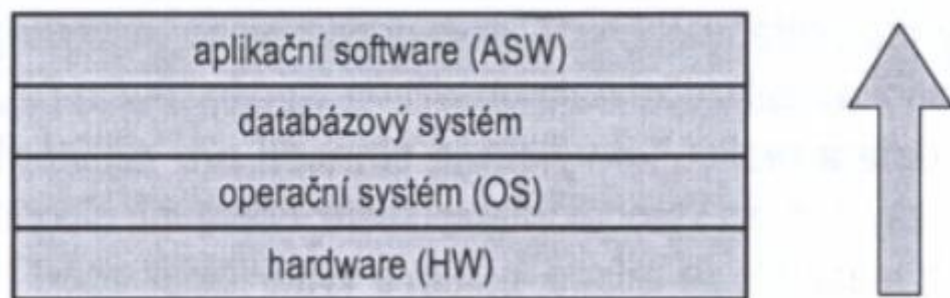 aplikační software (ASW)
databázový systém
operační systém (OS)
hardware (HW)